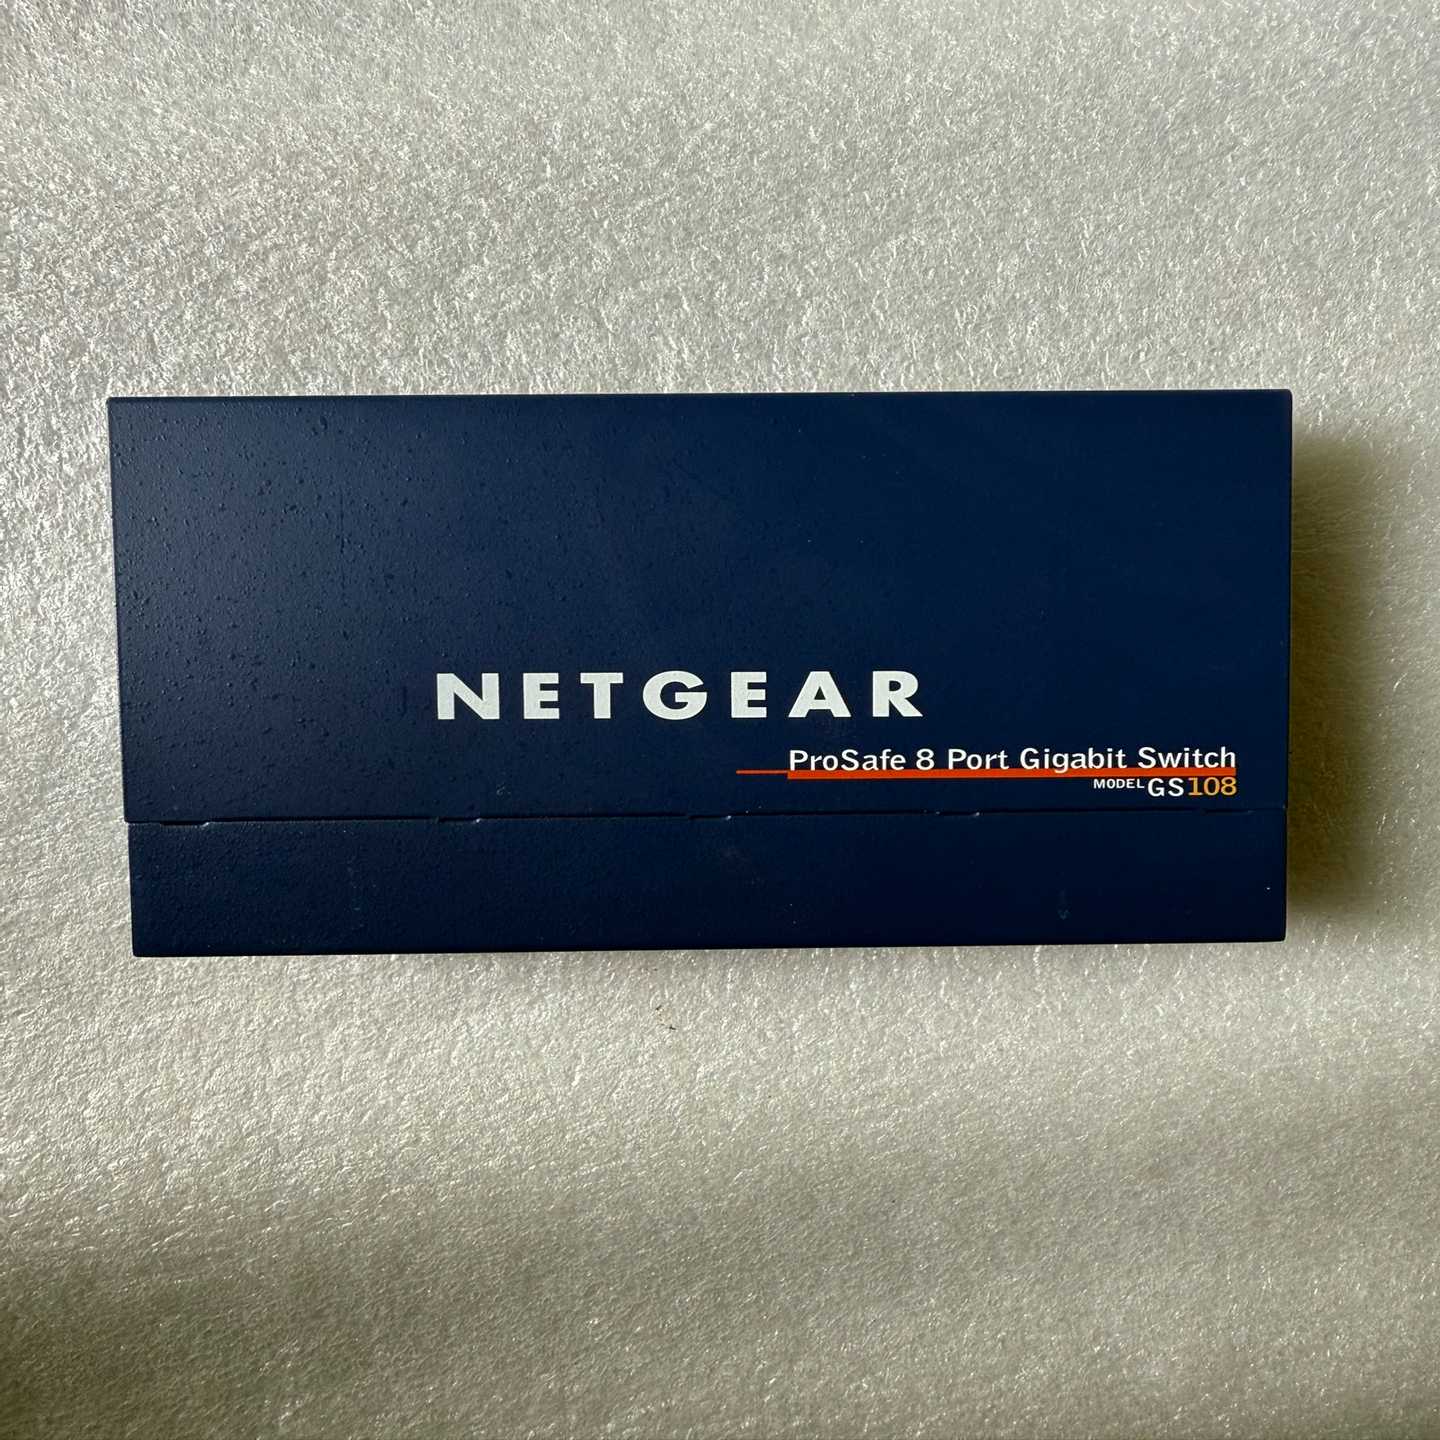 NETGEAR
ProSafe 8 Port Gigabit Switch
MODEL GS108